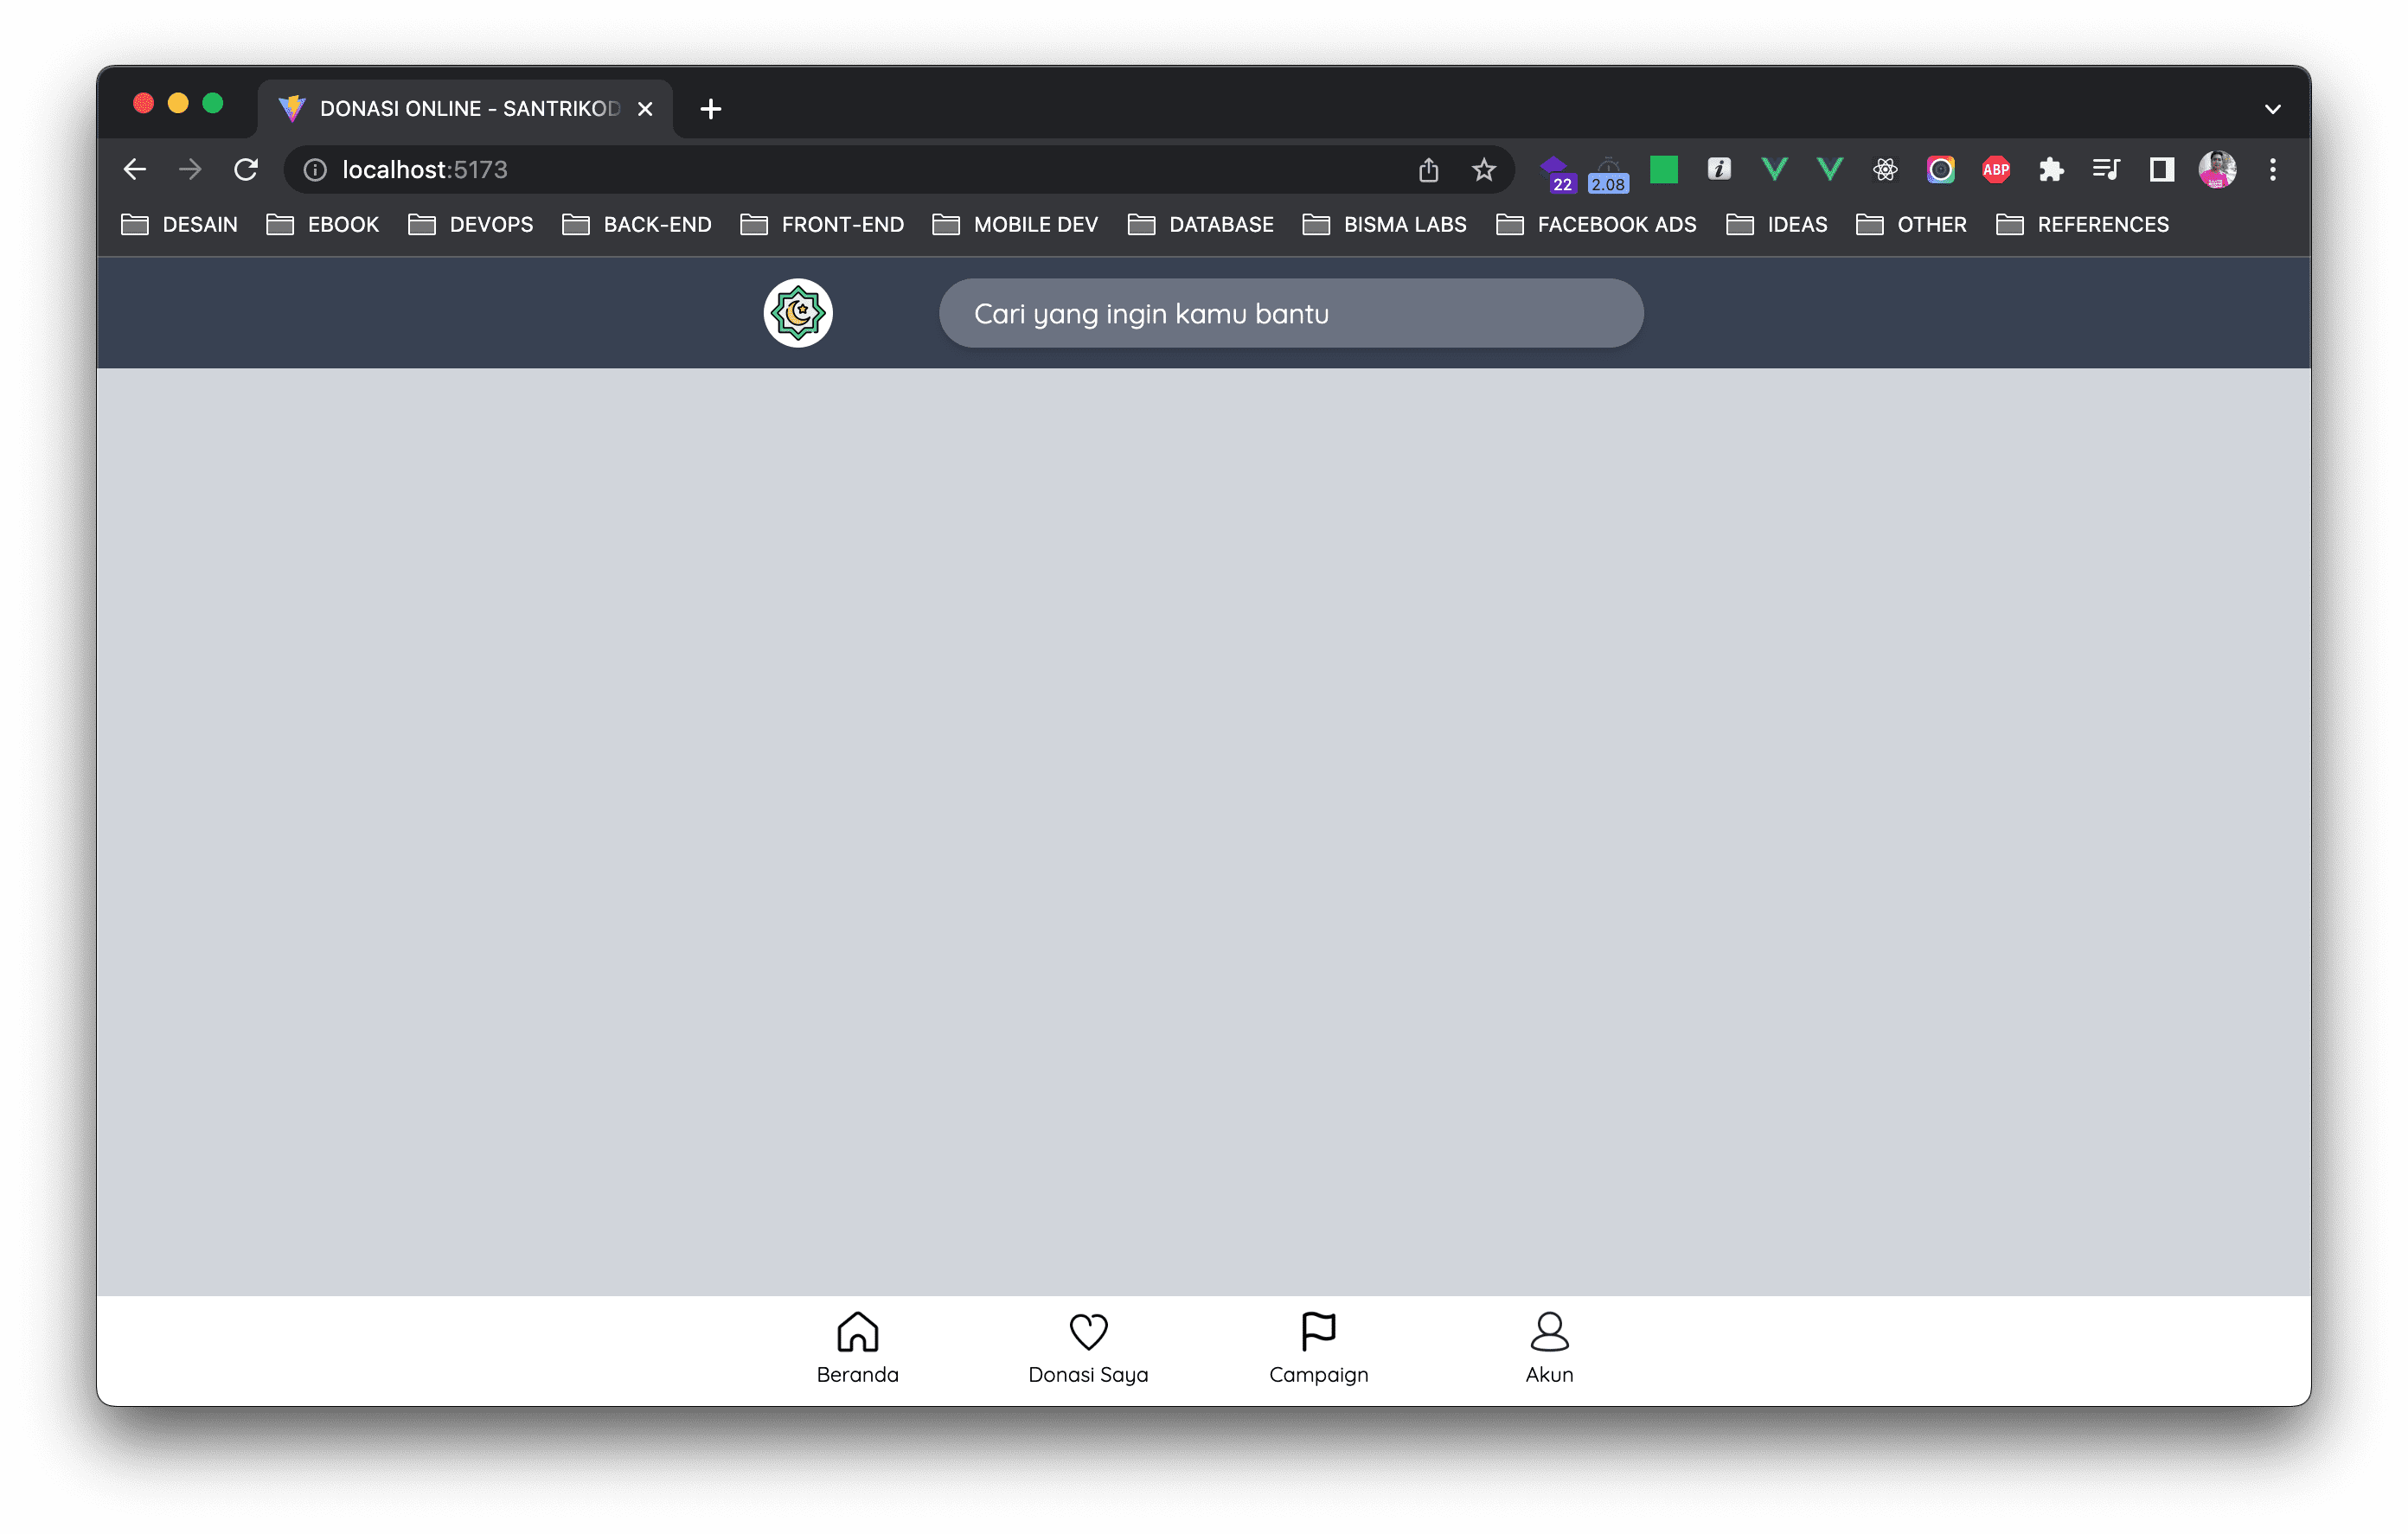 DONASI ONLINE - SANTRIKOD
localhost:5173
22
2.08
ABP
DESAIN EBOOK DEVOPS BACK-END FRONT-END MOBILE DEV DATABASE BISMA LABS FACEBOOK ADS IDEAS OTHER REFERENCES
Cari yang ingin kamu bantu
Beranda Donasi Saya Campaign Akun